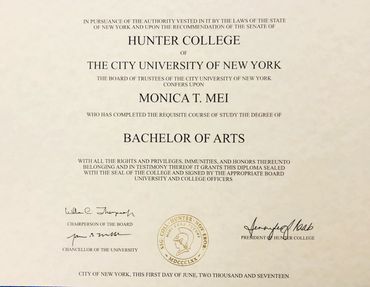 IN PURSUANCE OF THE AUTHORITY VESTED IN IT BY THE LAWS OF THE STATE
OF NEW YORK AND UPON THE RECOMMENDATION OF THE SENATE OF
HUNTER COLLEGE
OF
THE CITY UNIVERSITY OF NEW YORK
THE BOARD OF TRUSTEES OF THE CITY UNIVERSITY OF NEW YORK
CONFERS UPON
MONICA T. MEI
WHO HAS COMPLETED THE REQUISITE COURSE OF STUDY THE DEGREE OF
BACHELOR OF ARTS
WITH ALL THE RIGHTS AND PRIVILEGES, IMMUNITIES, AND HONORS THEREUNTO
BELONGING AND IN TESTIMONY THEREOF IT GRANTS THIS DIPLOMA SEALED
WITH THE SEAL OF THE COLLEGE AND SIGNED BY THE APPROPRIATE BOARD
UNIVERSITY AND COLLEGE OFFICERS
CHAIRPERSON OF THE BOARD
CHANCELLOR OF THE UNIVERSITY
PRESIDENT OF HUNTER COLLEGE
MDCCCLXX
CITY OF NEW YORK, THIS FIRST DAY OF JUNE, TWO THOUSAND AND SEVENTEEN